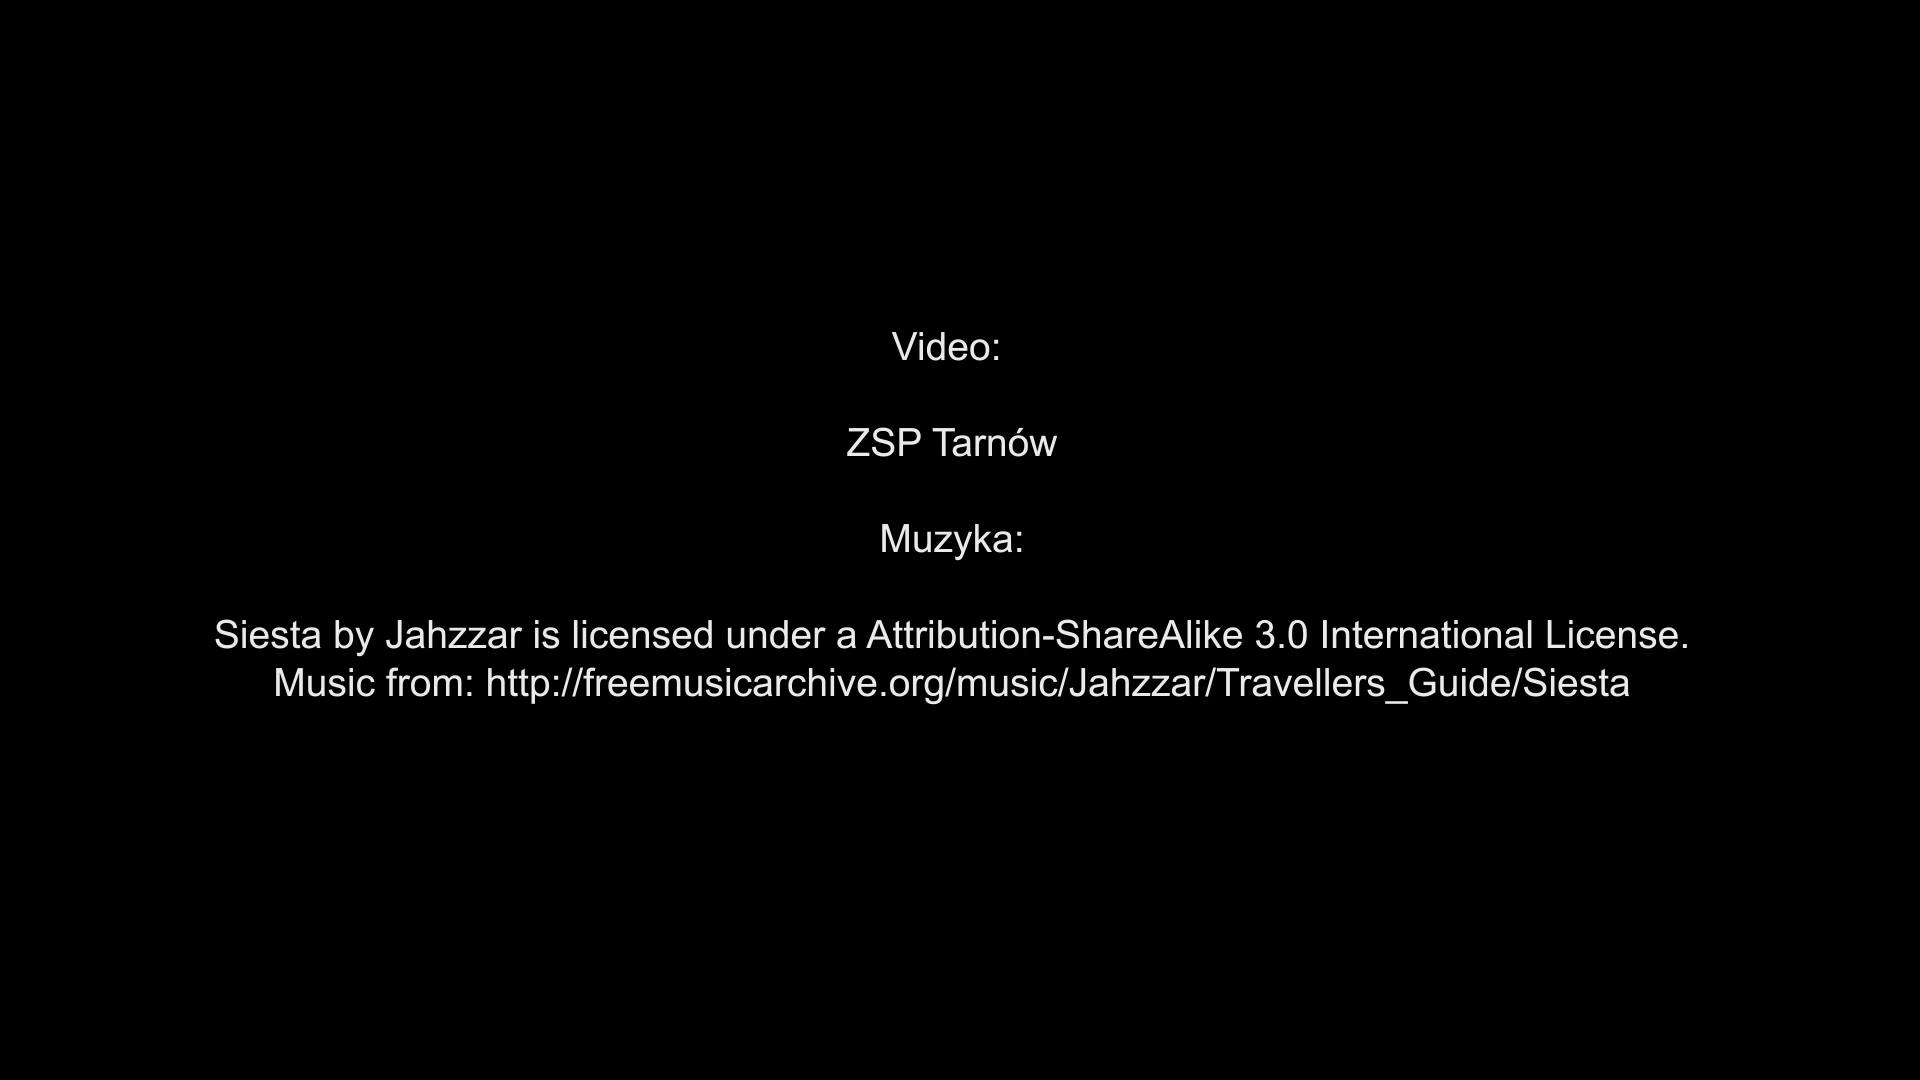 Video:
ZSP Tarnów
Muzyka:
Siesta by Jahzzar is licensed under a Attribution-ShareAlike 3.0 International License.
Music from: http://freemusicarchive.org/music/Jahzzar/Travellers_Guide/Siesta